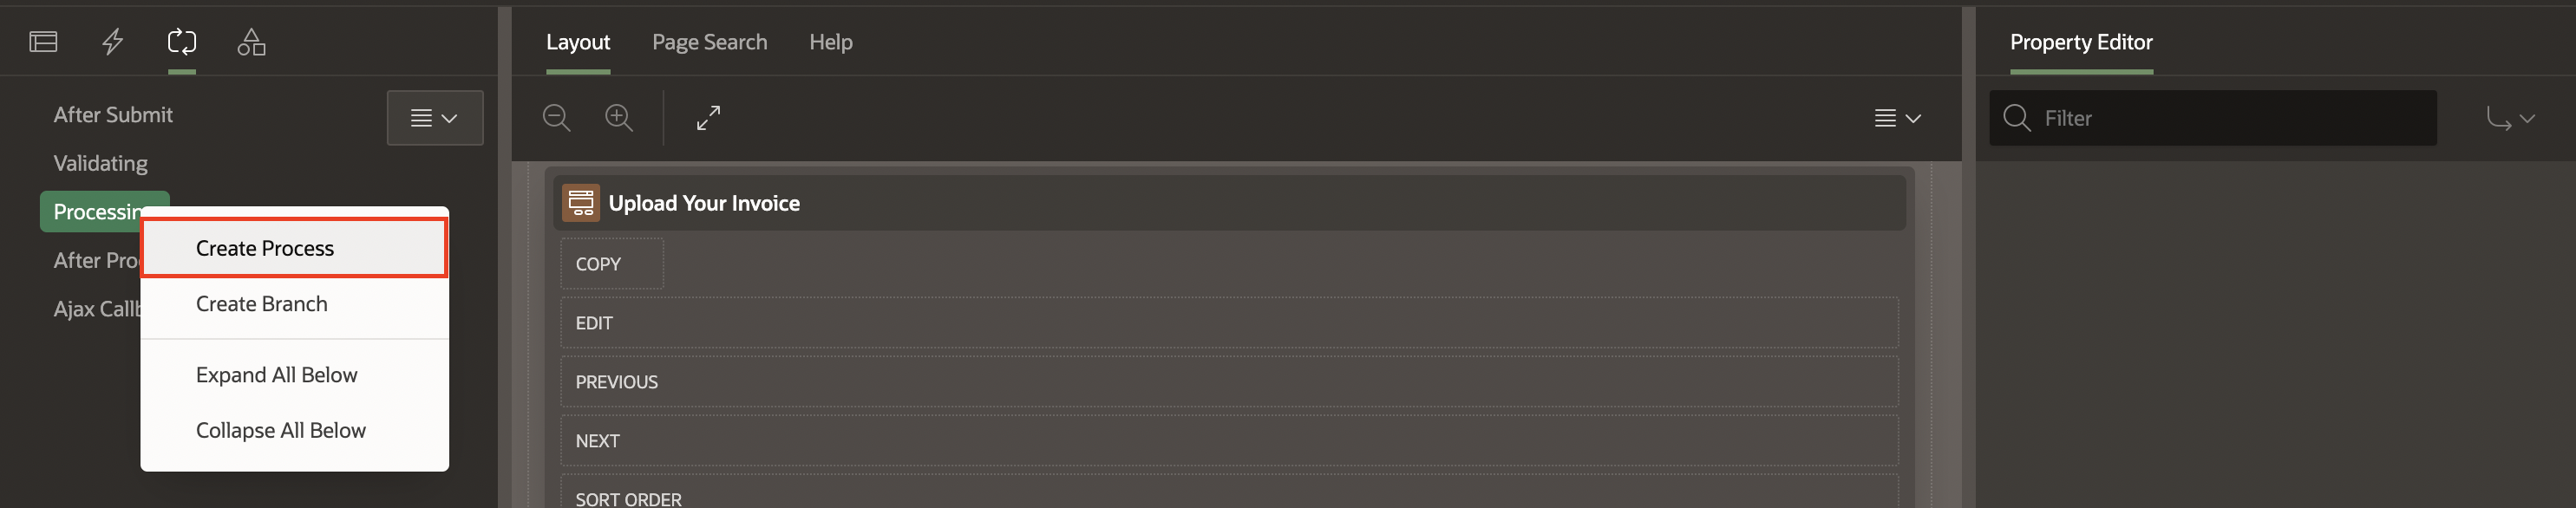 Layout
Page Search
Help
Property Editor
After Submit
Validating
Processin
After Pro
Ajax Callb
Create Process
Create Branch
Expand All Below
Collapse All Below
Upload Your Invoice
COPY
EDIT
PREVIOUS
NEXT
SORT ORDER
Filter